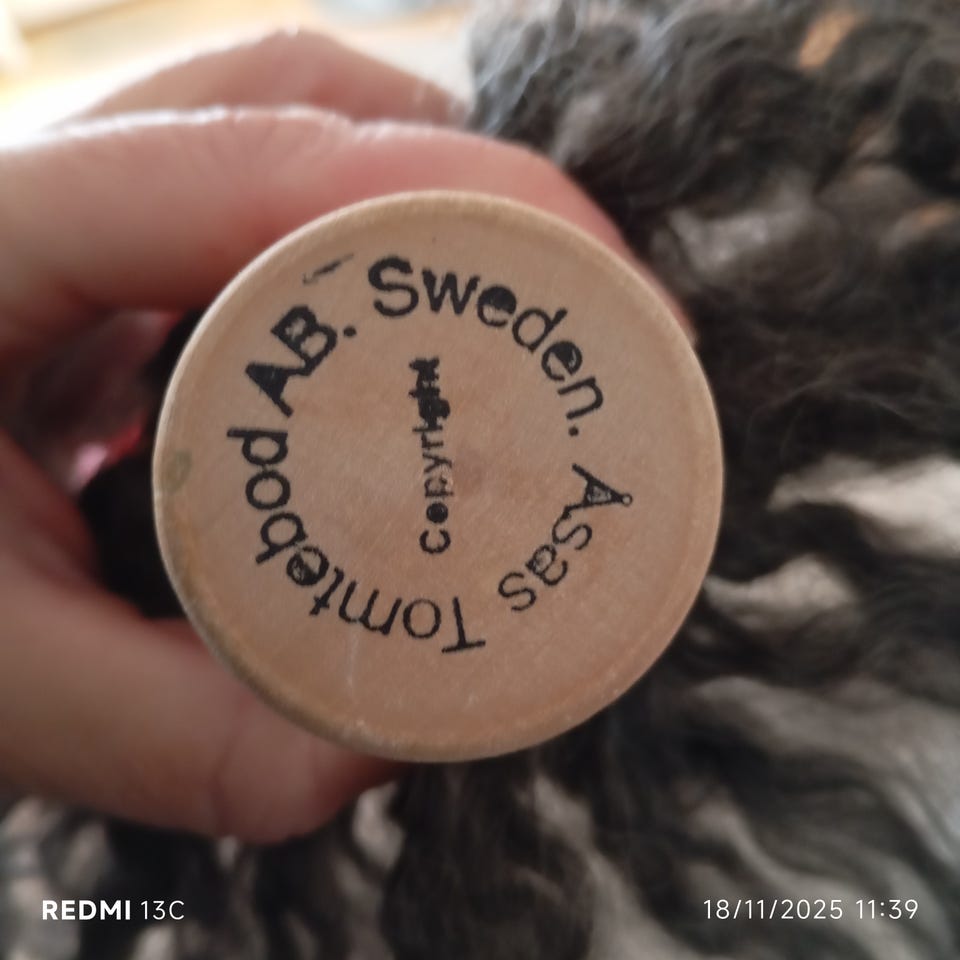 Åsas Tomtebod AB. Sweden.
Copyright
REDMI 13C
18/11/2025 11:39